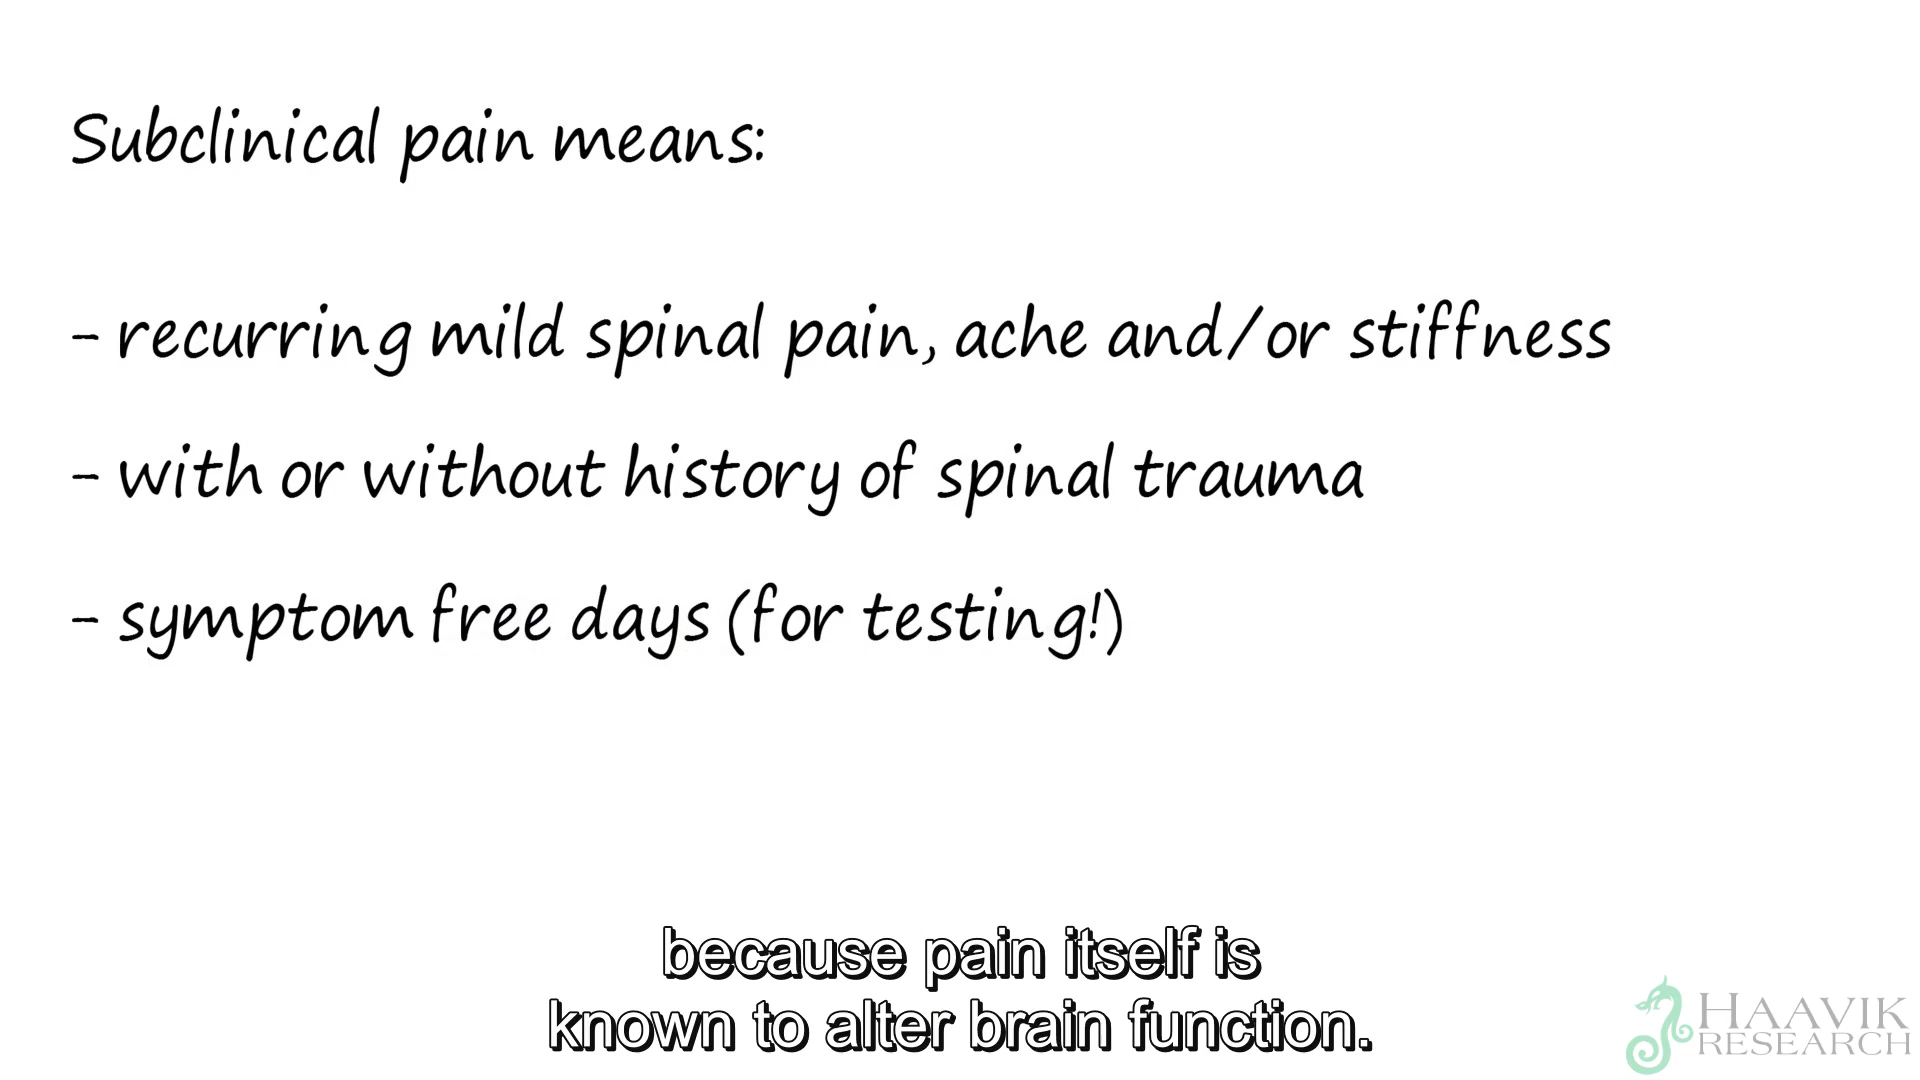 Subclinical pain means:
- recurring mild spinal pain, ache and/or stiffness
- with or without history of spinal trauma
- symptom free days (for testing!)
because pain itself is
known to alter brain function.
HAAVIK
RESEARCH